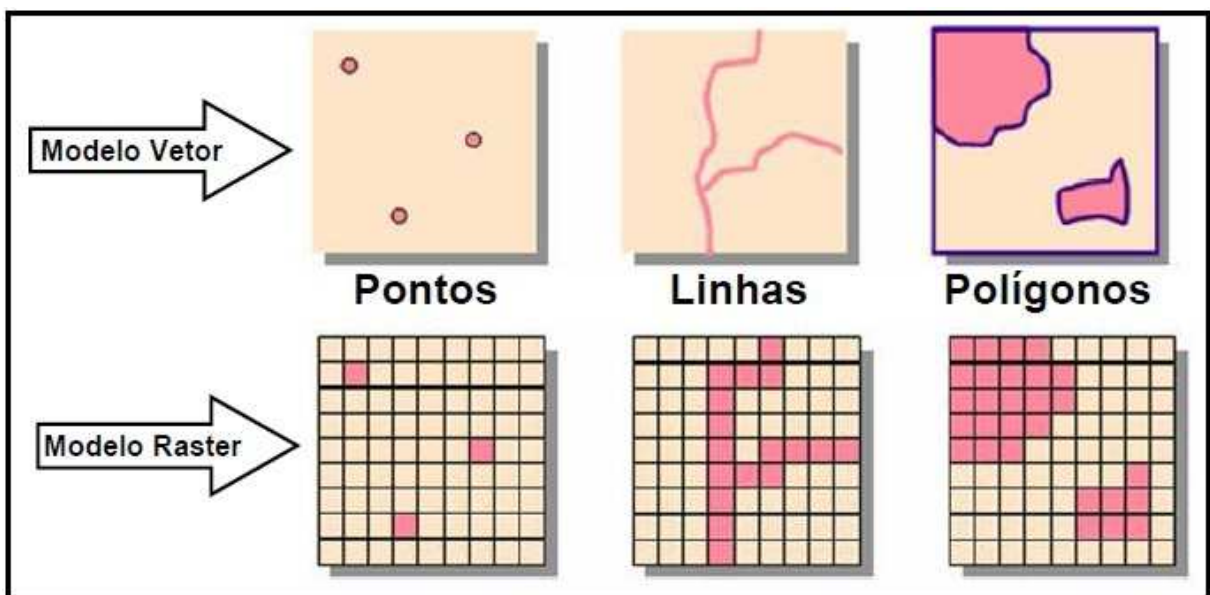 Modelo Vetor
Pontos
Linhas
Polígonos
Modelo Raster